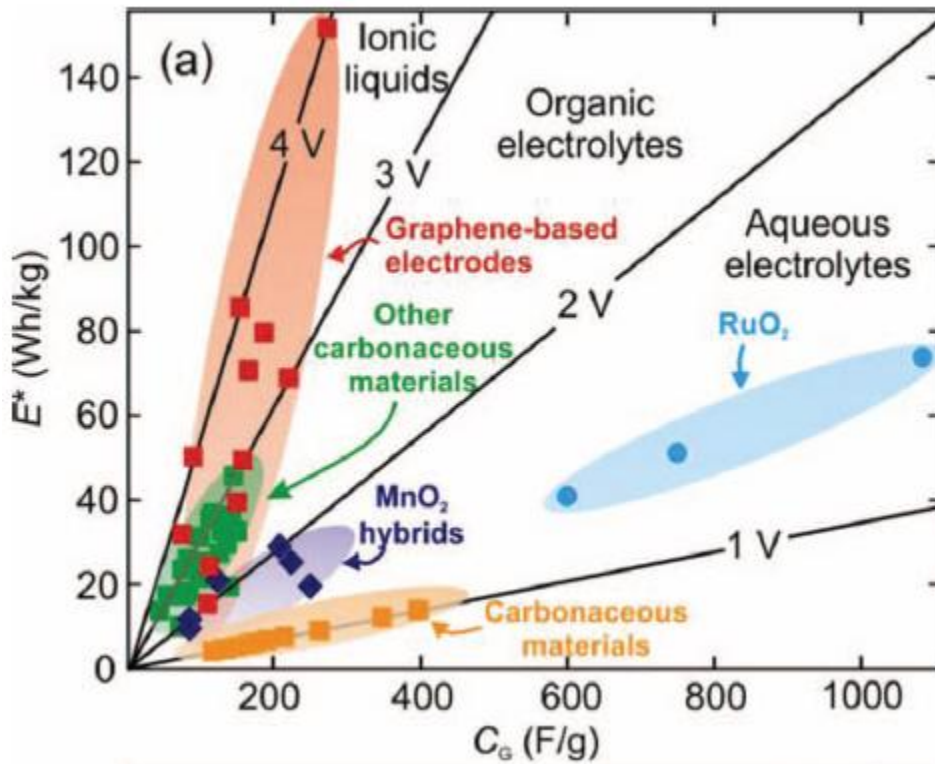 (a)
Ionic
liquids
Organic
electrolytes
Aqueous
electrolytes
4 V
3 V
2 V
1 V
Graphene-based
electrodes
Other
carbonaceous
materials
RuO₂
MnO₂
hybrids
Carbonaceous
materials
E* (Wh/kg)
140
120
100
80
60
40
20
0
200
400
600
800
1000
C_G (F/g)